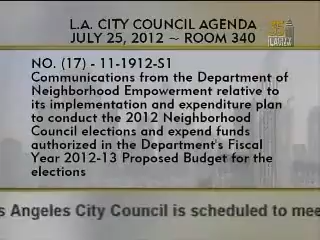 L.A. CITY COUNCIL AGENDA
JULY 25, 2012 ~ ROOM 340
NO. (17) - 11-1912-S1
Communications from the Department of
Neighborhood Empowerment relative to
its implementation and expenditure plan
to conduct the 2012 Neighborhood
Council elections and expend funds
authorized in the Department's Fiscal
Year 2012-13 Proposed Budget for the
elections
s Angeles City Council is scheduled to mee